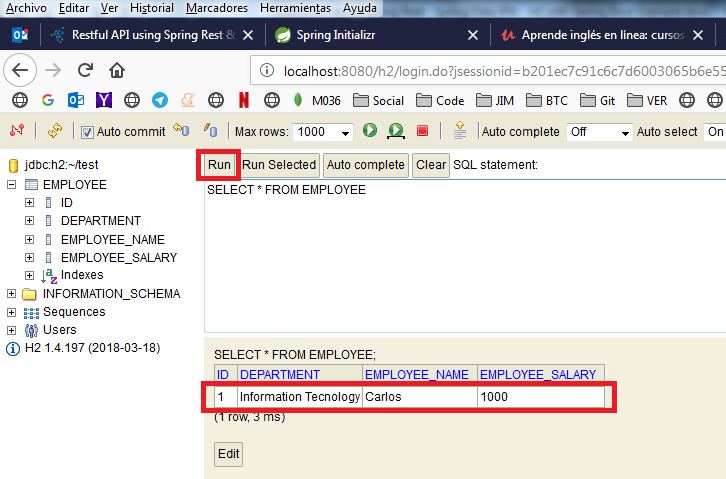 Archivo Editar Ver Historial Marcadores Herramientas Ayuda
Restful API using Spring Rest & Spring Initializr Aprende inglés en línea: cursos
localhost:8080/h2/login.do?jsessionid=b201ec7c91c6c7d6003065b6e55
M036 Social Code JIM BTC Git VER
Auto commit Max rows: 1000 Auto complete Off Auto select On
jdbc:h2:~/test
EMPLOYEE
ID
DEPARTMENT
EMPLOYEE_NAME
EMPLOYEE_SALARY
Indexes
INFORMATION_SCHEMA
Sequences
Users
H2 1.4.197 (2018-03-18)
Run Run Selected Auto complete Clear SQL statement:
SELECT * FROM EMPLOYEE
SELECT * FROM EMPLOYEE;
ID DEPARTMENT EMPLOYEE_NAME EMPLOYEE_SALARY
1 Information Tecnology Carlos 1000
(1 row, 3 ms)
Edit